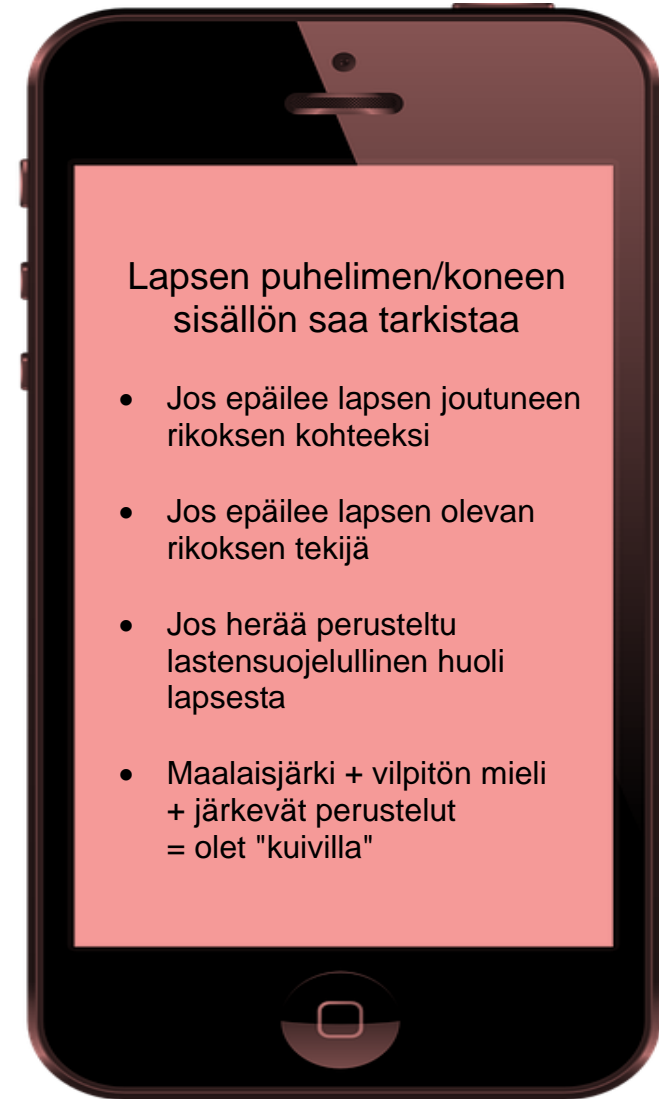 Lapsen puhelimen/koneen
sisällön saa tarkistaa
• Jos epäilee lapsen joutuneen
rikoksen kohteeksi
• Jos epäilee lapsen olevan
rikoksen tekijä
• Jos herää perusteltu
lastensuojelullinen huoli
lapsesta
• Maalaisjärki + vilpitön mieli
+ järkevät perustelut
= olet "kuivilla"